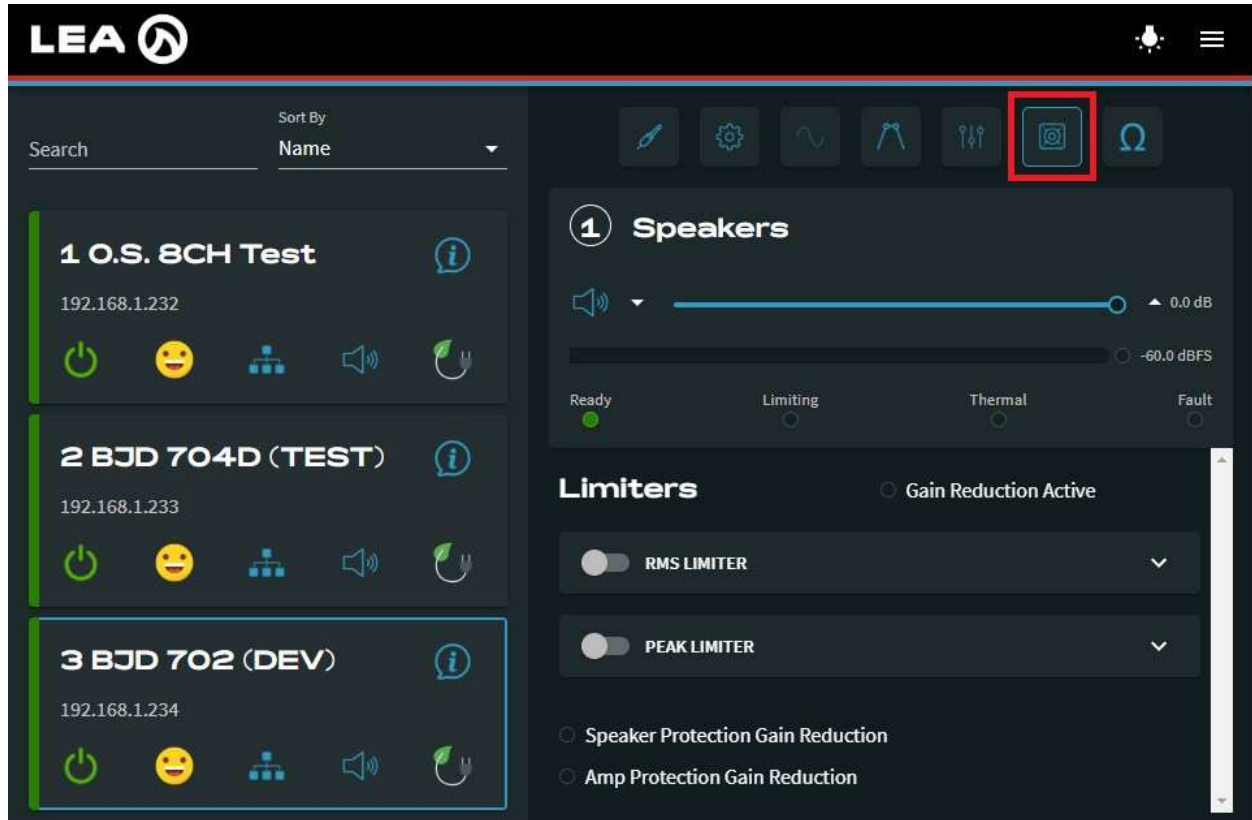 LEA
Sort By
Search
Name
1 O.S. 8CH Test
192.168.1.232
2 BJD 704D (TEST)
192.168.1.233
3 BJD 702 (DEV)
192.168.1.234
Ω
1 Speakers
0.0 dB
-60.0 dBFS
Ready Limiting Thermal Fault
Limiters Gain Reduction Active
RMS LIMITER
PEAK LIMITER
Speaker Protection Gain Reduction
Amp Protection Gain Reduction